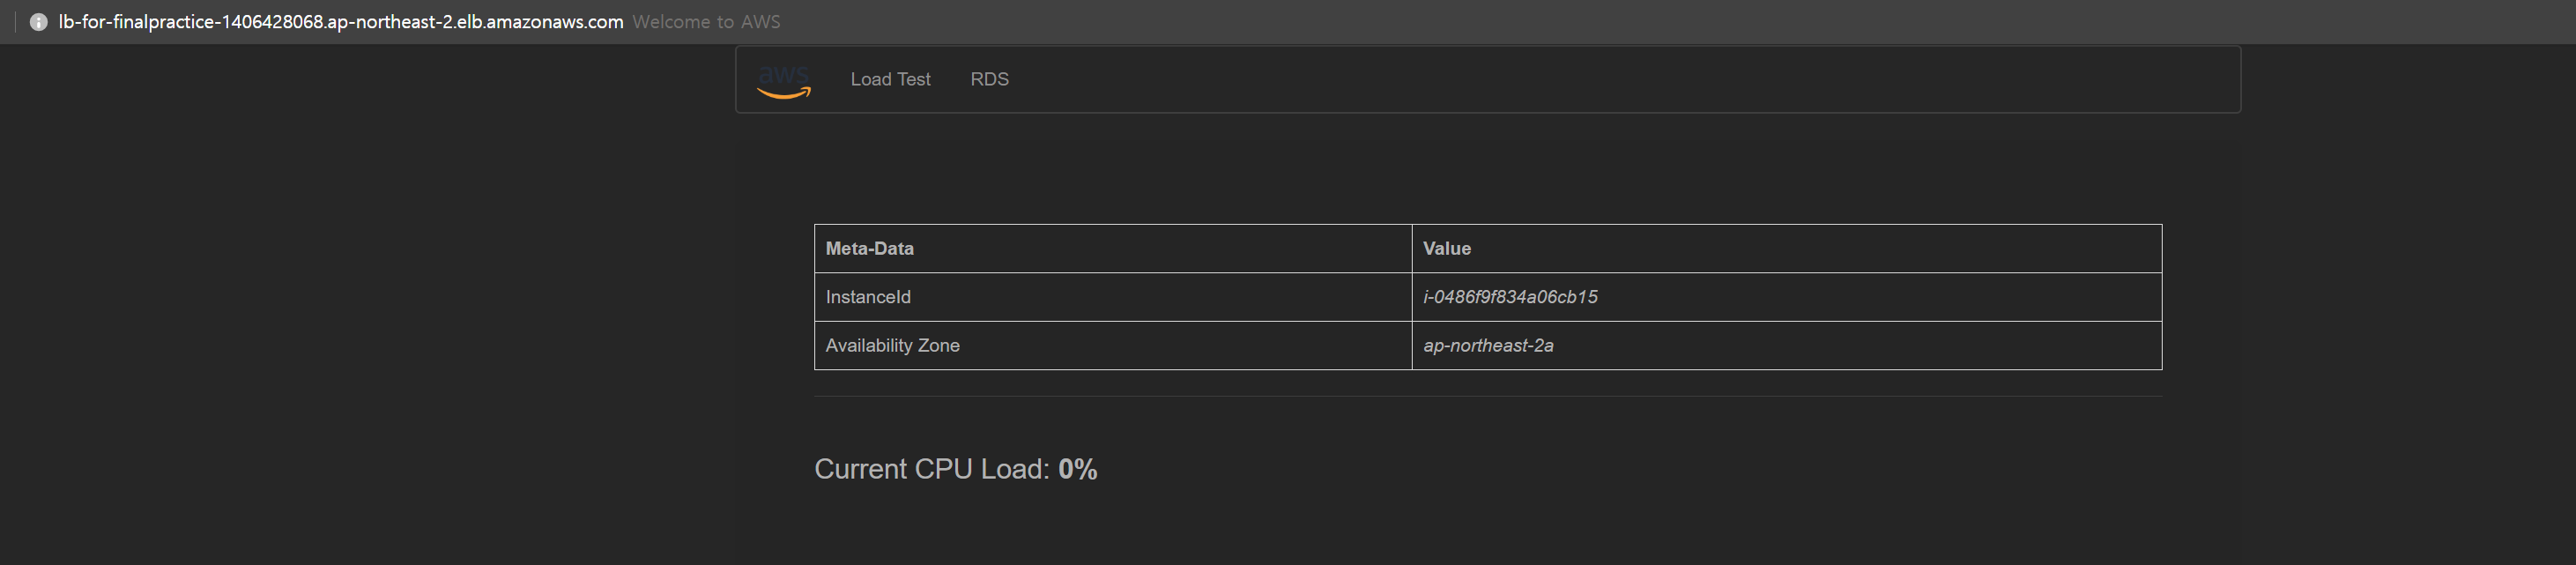 lb-for-finalpractice-1406428068.ap-northeast-2.elb.amazonaws.com Welcome to AWS
aws Load Test RDS
Meta-Data Value
InstanceId i-0486f9f834a06cb15
Availability Zone ap-northeast-2a
Current CPU Load: 0%